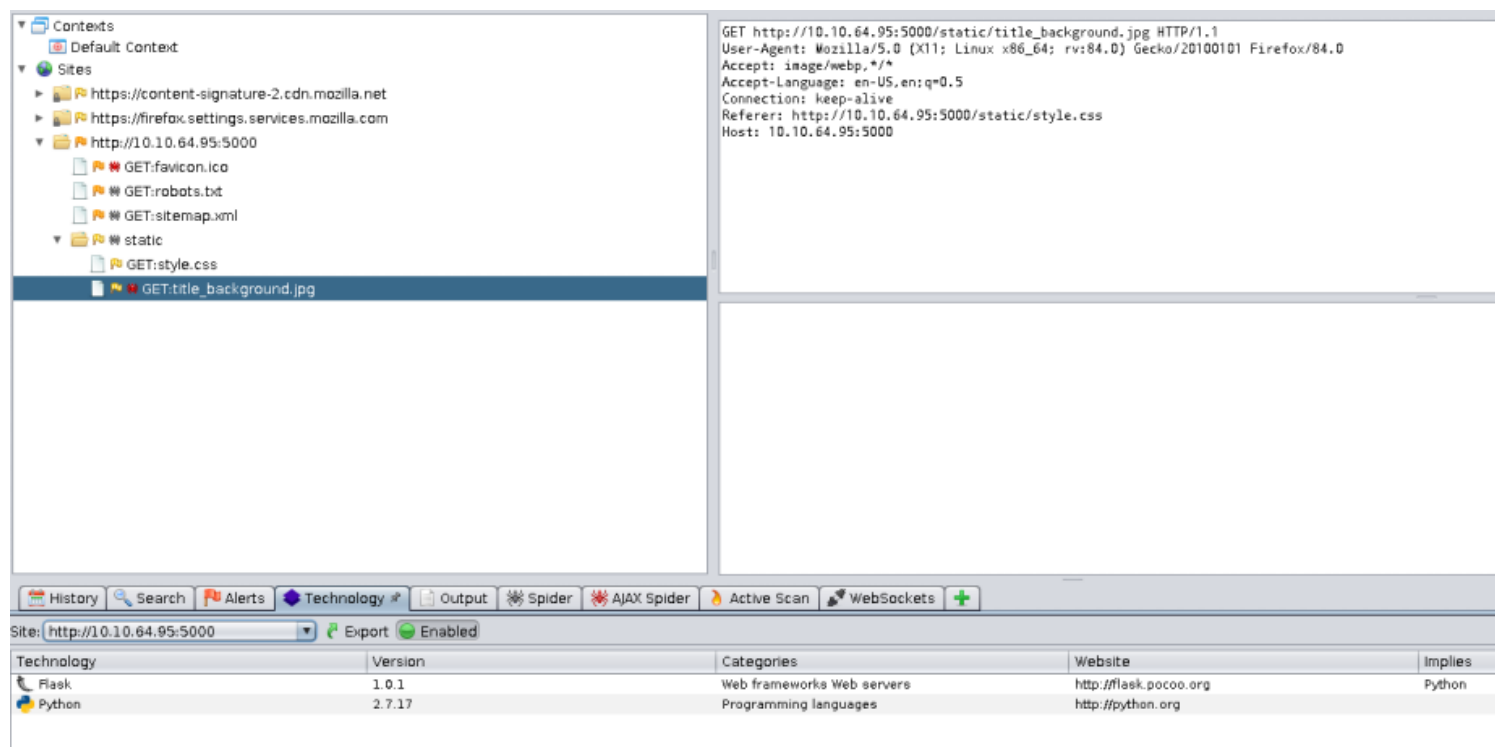 Contexts
Default Context
Sites
https://content-signature-2.cdn.mozilla.net
https://firefox.settings.services.mozilla.com
http://10.10.64.95:5000
GET:favicon.ico
GET:robots.txt
GET:sitemap.xml
static
GET:style.css
GET:title_background.jpg
GET http://10.10.64.95:5000/static/title_background.jpg HTTP/1.1
User-Agent: Mozilla/5.0 (X11; Linux x86_64; rv:84.0) Gecko/20100101 Firefox/84.0
Accept: image/webp,*/*
Accept-Language: en-US,en;q=0.5
Connection: keep-alive
Referer: http://10.10.64.95:5000/static/style.css
Host: 10.10.64.95:5000
History Search Alerts Technology Output Spider AJAX Spider Active Scan WebSockets
Site: http://10.10.64.95:5000 Export Enabled
Technology Version Categories Website Implies
Flask 1.0.1 Web frameworks Web servers http://flask.pocoo.org Python
Python 2.7.17 Programming languages http://python.org